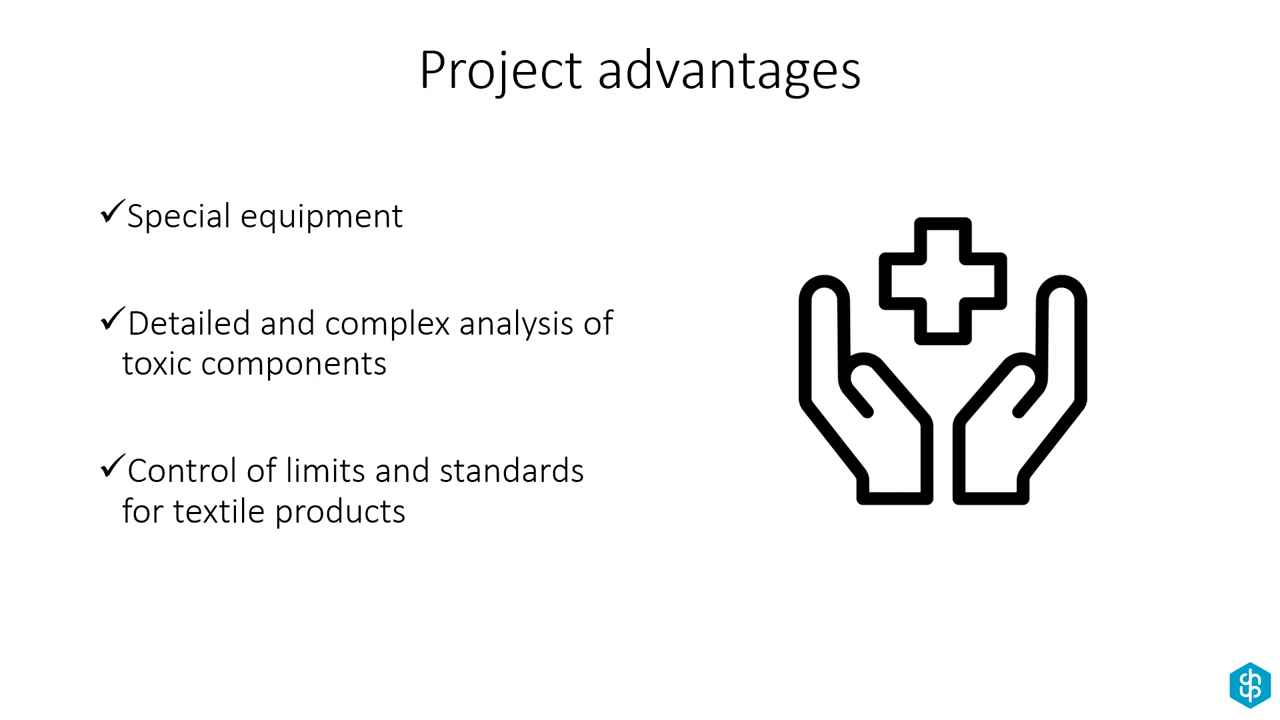 Project advantages
✓Special equipment
✓Detailed and complex analysis of
toxic components
✓Control of limits and standards
for textile products